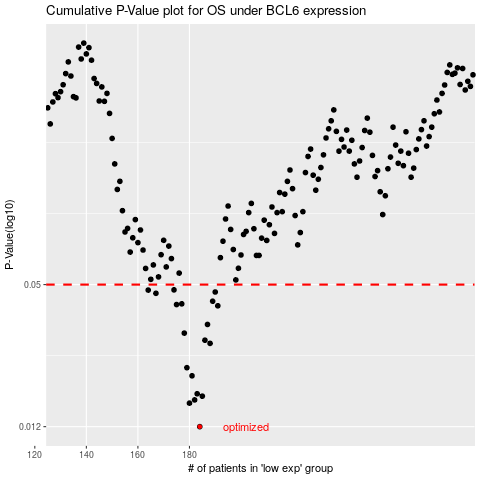 Cumulative P-Value plot for OS under BCL6 expression
P-Value(log10)
0.05
0.012
optimized
120 140 160 180
# of patients in 'low exp' group